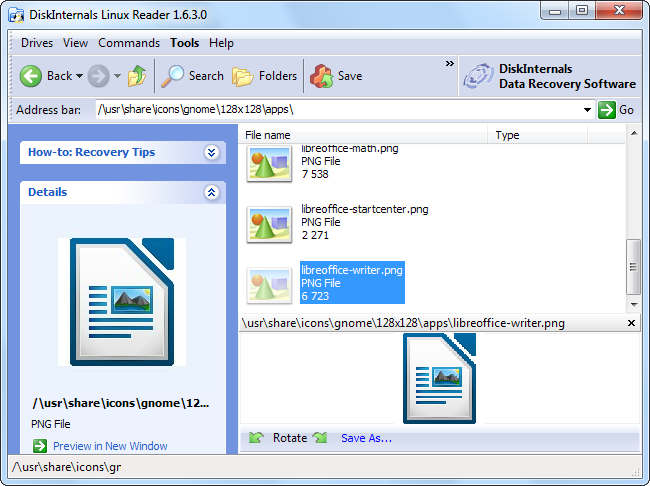 DiskInternals Linux Reader 1.6.3.0
Drives View Commands Tools Help
Back Search Folders Save » DiskInternals
Data Recovery Software
Address bar: /\usr\share\icons\gnome\128x128\apps\ Go
File name Type
How-to: Recovery Tips
Details
/\usr\share\icons\gnome\12...
PNG File
Preview in New Window
libreoffice-math.png
PNG File
7 538
libreoffice-startcenter.png
PNG File
2 271
libreoffice-writer.png
PNG File
6 723
\usr\share\icons\gnome\128x128\apps\libreoffice-writer.png
Rotate Save As...
/\usr\share\icons\gr